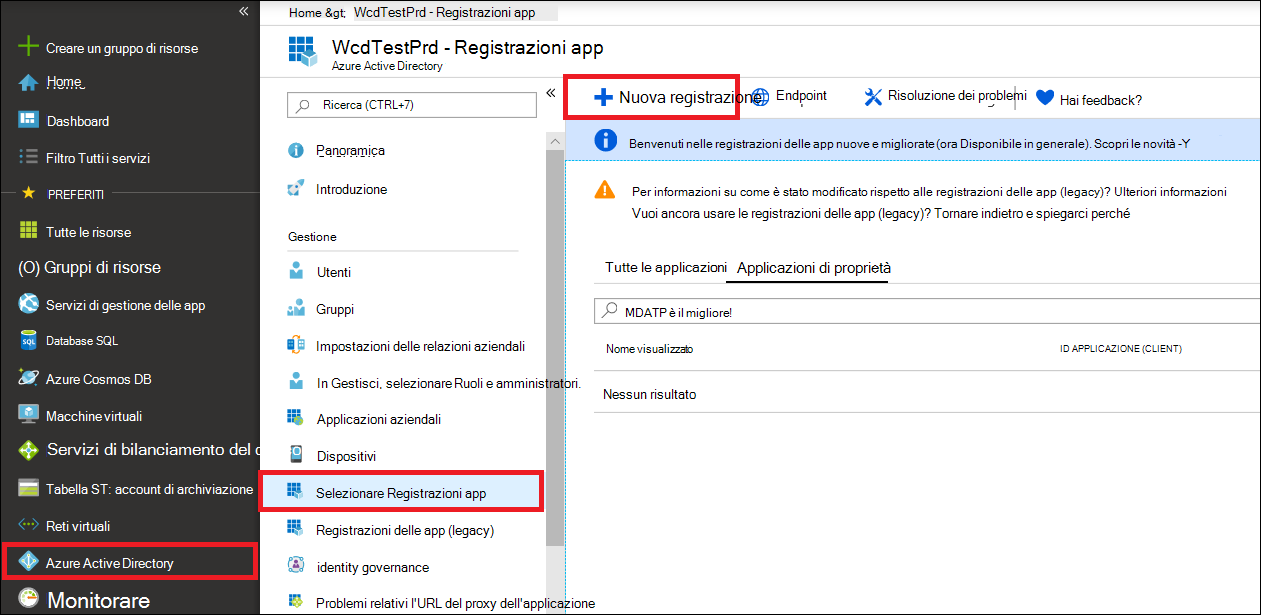 Home &gt; WcdTestPrd - Registrazioni app
Creare un gruppo di risorse
Home
Dashboard
Filtro Tutti i servizi
PREFERITI
Tutte le risorse
(O) Gruppi di risorse
Servizi di gestione delle app
Database SQL
Azure Cosmos DB
Macchine virtuali
Servizi di bilanciamento del c
Tabella ST: account di archiviazione
Reti virtuali
Azure Active Directory
Monitorare
WcdTestPrd - Registrazioni app
Azure Active Directory
Ricerca (CTRL+7)
Panoramica
Introduzione
Gestione
Utenti
Gruppi
Impostazioni delle relazioni aziendali
In Gestisci, selezionare Ruoli e amministratori.
Applicazioni aziendali
Dispositivi
Selezionare Registrazioni app
Registrazioni delle app (legacy)
identity governance
Problemi relativi l'URL del proxy dell'applicazione
Nuova registrazione Endpoint Risoluzione dei problemi Hai feedback?
Benvenuti nelle registrazioni delle app nuove e migliorate (ora Disponibile in generale). Scopri le novità -Y
Per informazioni su come è stato modificato rispetto alle registrazioni delle app (legacy)? Ulteriori informazioni
Vuoi ancora usare le registrazioni delle app (legacy)? Tornare indietro e spiegarci perché
Tutte le applicazioni Applicazioni di proprietà
MDATP è il migliore!
Nome visualizzato ID APPLICAZIONE (CLIENT)
Nessun risultato